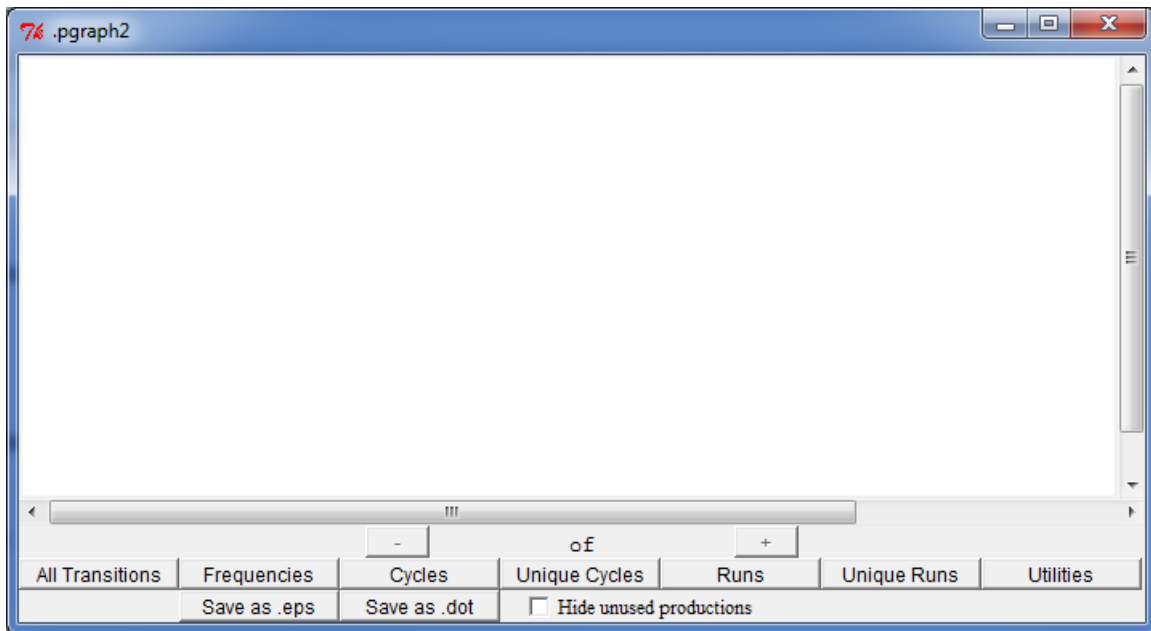 .pgraph2
- of +
All Transitions Frequencies Cycles Unique Cycles Runs Unique Runs Utilities
Save as .eps Save as .dot Hide unused productions